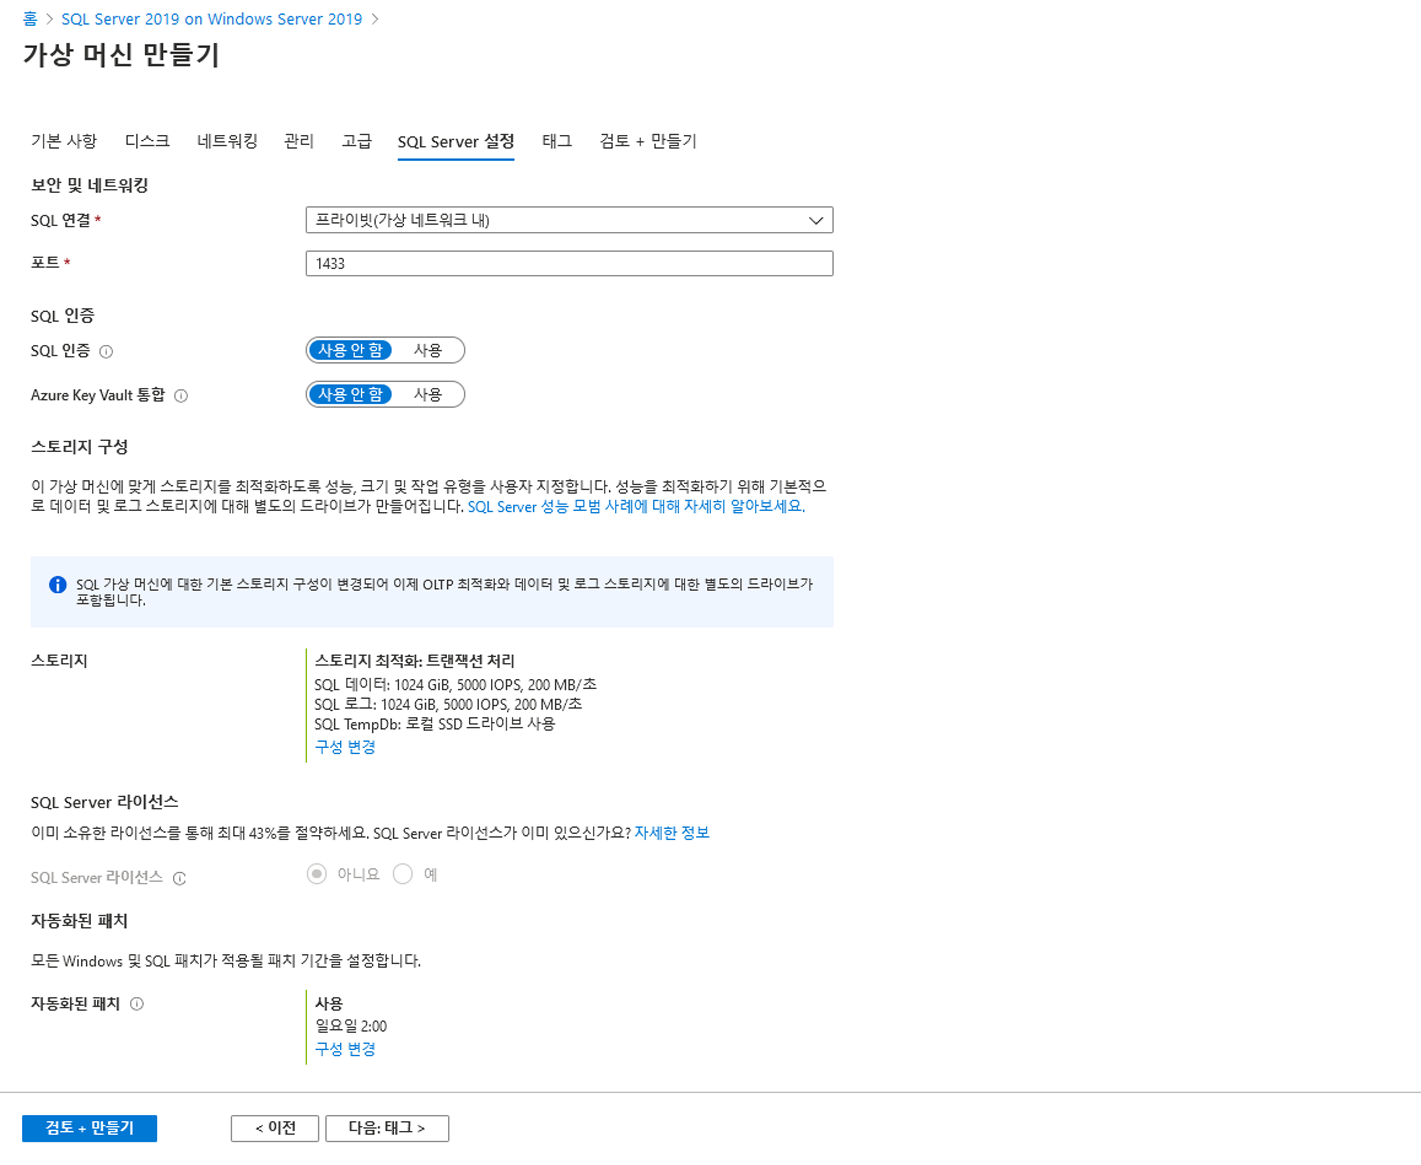 홈 > SQL Server 2019 on Windows Server 2019 >
가상 머신 만들기
기본 사항 디스크 네트워킹 관리 고급 SQL Server 설정 태그 검토 + 만들기
보안 및 네트워킹
SQL 연결 * 프라이빗(가상 네트워크 내)
포트 * 1433
SQL 인증
SQL 인증 사용 안 함 사용
Azure Key Vault 통합 사용 안 함 사용
스토리지 구성
이 가상 머신에 맞게 스토리지를 최적화하도록 성능, 크기 및 작업 유형을 사용자 지정합니다. 성능을 최적화하기 위해 기본적으
로 데이터 및 로그 스토리지에 대해 별도의 드라이브가 만들어집니다. SQL Server 성능 모범 사례에 대해 자세히 알아보세요.
SQL 가상 머신에 대한 기본 스토리지 구성이 변경되어 이제 OLTP 최적화와 데이터 및 로그 스토리지에 대한 별도의 드라이브가
포함됩니다.
스토리지 스토리지 최적화: 트랜잭션 처리
SQL 데이터: 1024 GiB, 5000 IOPS, 200 MB/초
SQL 로그: 1024 GiB, 5000 IOPS, 200 MB/초
SQL TempDb: 로컬 SSD 드라이브 사용
구성 변경
SQL Server 라이선스
이미 소유한 라이선스를 통해 최대 43%를 절약하세요. SQL Server 라이선스가 이미 있으신가요? 자세한 정보
SQL Server 라이선스 아니요 예
자동화된 패치
모든 Windows 및 SQL 패치가 적용될 패치 기간을 설정합니다.
자동화된 패치 사용
일요일 2:00
구성 변경
검토 + 만들기 < 이전 다음: 태그 >